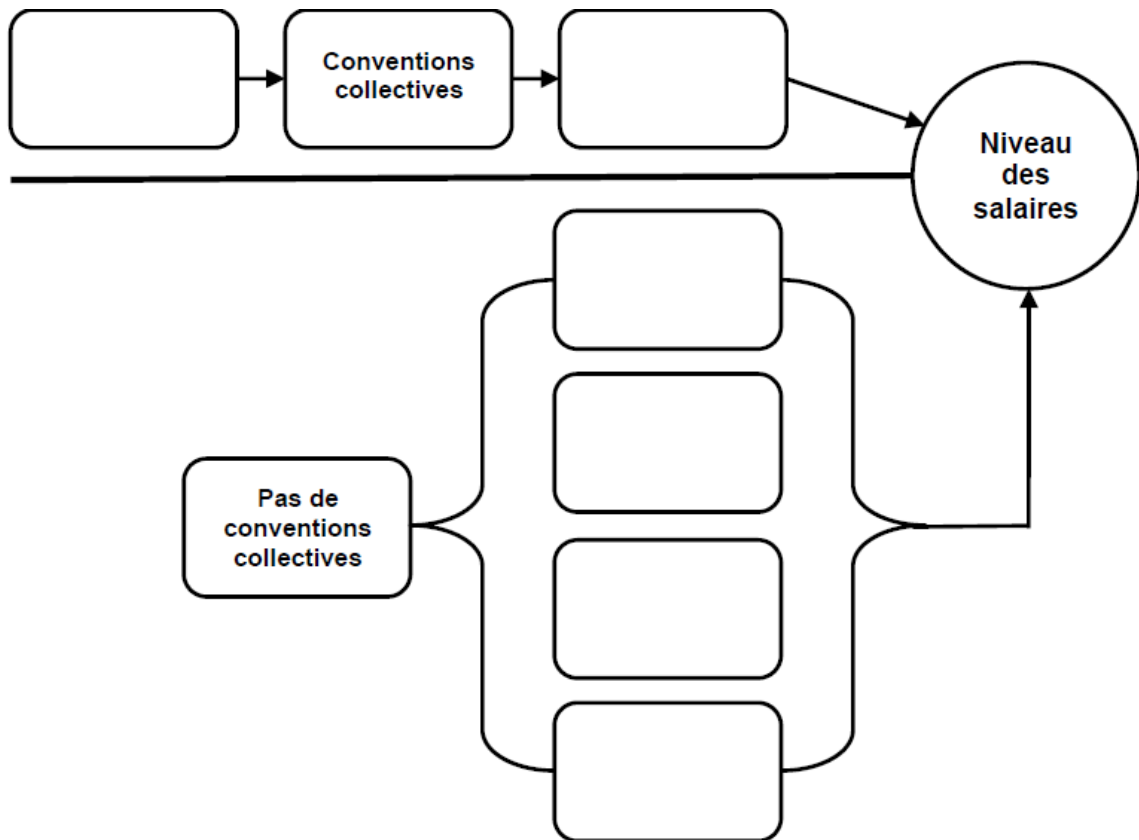 Conventions
collectives
Niveau
des
salaires
Pas de
conventions
collectives